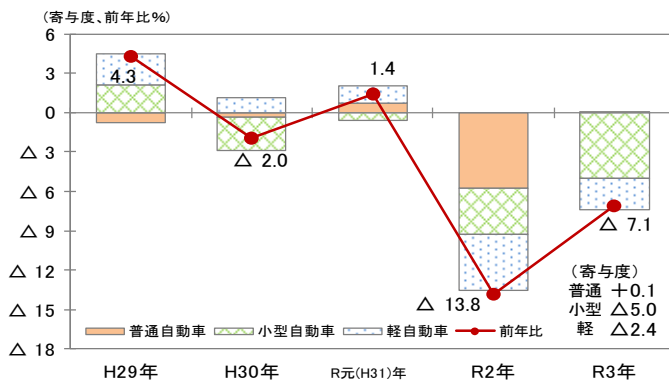 （寄与度、前年比%）
6
3
0
△ 3
△ 6
△ 9
△ 12
△ 15
△ 18
4.3
△ 2.0
1.4
△ 13.8
△ 7.1
（寄与度）
普通 ＋0.1
小型 △5.0
軽 △2.4
普通自動車 小型自動車 軽自動車 前年比
H29年 H30年 R元(H31)年 R2年 R3年